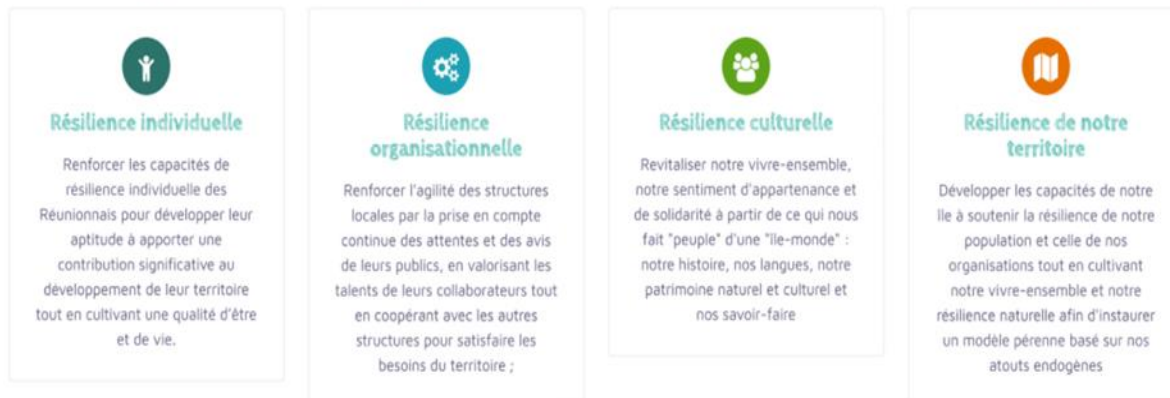 Résilience individuelle
Renforcer les capacités de
résilience individuelle des
Réunionnais pour développer leur
aptitude à apporter une
contribution significative au
développement de leur territoire
tout en cultivant une qualité d'être
et de vie.
Résilience
organisationnelle
Renforcer l'agilité des structures
locales par la prise en compte
continue des attentes et des avis
de leurs publics, en valorisant les
talents de leurs collaborateurs tout
en coopérant avec les autres
structures pour satisfaire les
besoins du territoire ;
Résilience culturelle
Revitaliser notre vivre-ensemble,
notre sentiment d'appartenance et
de solidarité à partir de ce qui nous
fait "peuple" d'une "île-monde" :
notre histoire, nos langues, notre
patrimoine naturel et culturel et
nos savoir-faire
Résilience de notre
territoire
Développer les capacités de notre
Ile à soutenir la résilience de notre
population et celle de nos
organisations tout en cultivant
notre vivre-ensemble et notre
résilience naturelle afin d'instaurer
un modèle pérenne basé sur nos
atouts endogènes